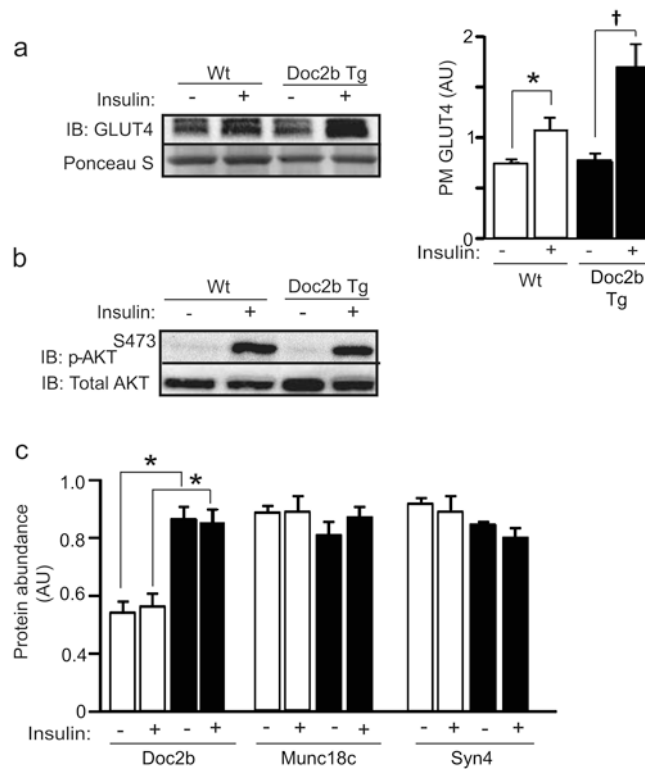 a
Wt Doc2b Tg
Insulin: - + - +
IB: GLUT4
Ponceau S
PM GLUT4 (AU)
2
1
0
* †
Insulin: - + - +
Wt Doc2b
Tg
b
Wt Doc2b Tg
Insulin: - + - +
IB: p-AKT S473
IB: Total AKT
c
Protein abundance
(AU)
1.0
0.8
0.6
0.4
0
* *
Insulin: - + - + - + - + - + - +
Doc2b Munc18c Syn4